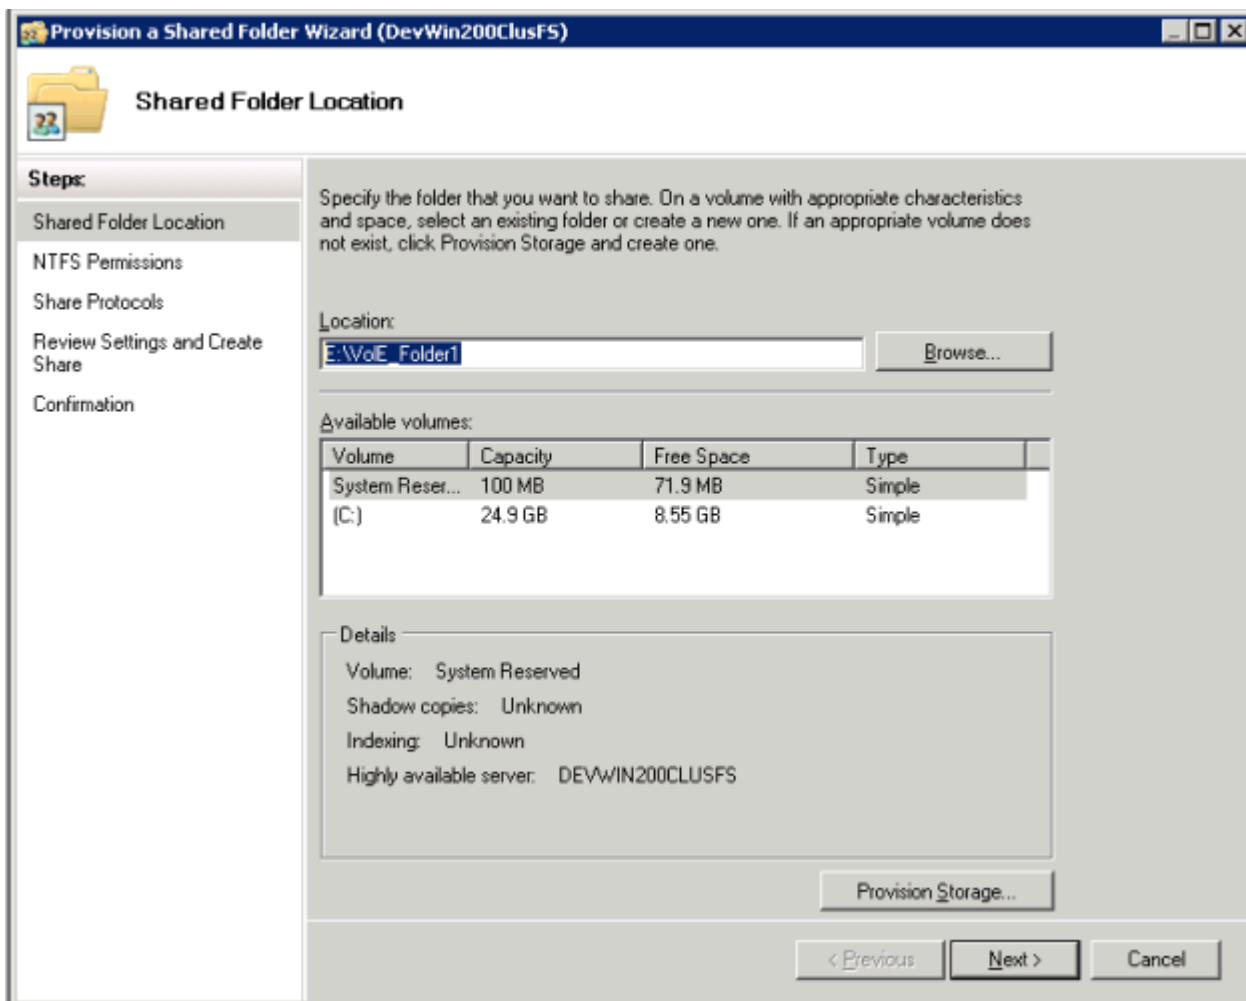 Provision a Shared Folder Wizard (DevWin200ClusFS)
Shared Folder Location
Steps:
Shared Folder Location
NTFS Permissions
Share Protocols
Review Settings and Create
Share
Confirmation
Specify the folder that you want to share. On a volume with appropriate characteristics
and space, select an existing folder or create a new one. If an appropriate volume does
not exist, click Provision Storage and create one.
Location:
E:\VolE_Folder1
Browse...
Available volumes:
Volume Capacity Free Space Type
System Reser... 100 MB 71.9 MB Simple
(C:) 24.9 GB 8.55 GB Simple
Details
Volume: System Reserved
Shadow copies: Unknown
Indexing: Unknown
Highly available server: DEVWIN200CLUSFS
Provision Storage...
< Previous Next > Cancel